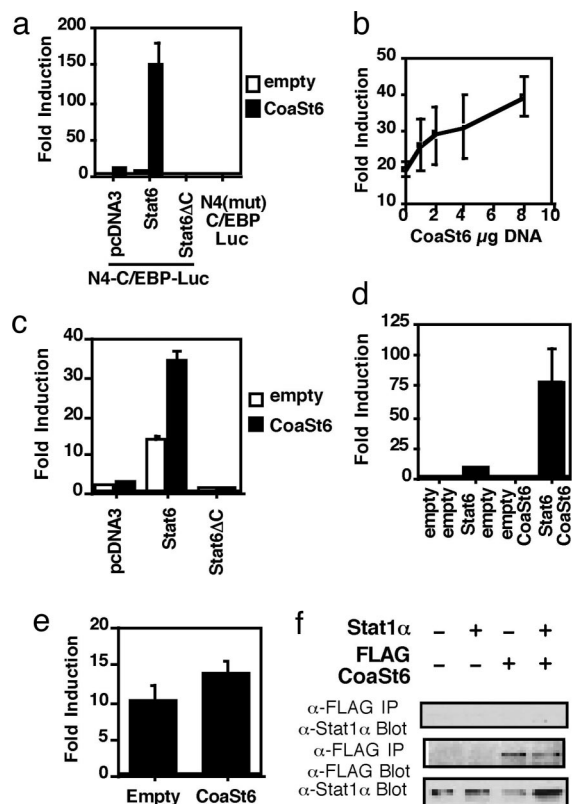 a
200
150
100
50
0
Fold Induction
empty
CoaSt6
pcDNA3
Stat6
Stat6ΔC
N4(mut)
C/EBP
Luc
N4-C/EBP-Luc
b
50
40
30
20
10
Fold Induction
0 2 4 6 8 10
CoaSt6 µg DNA
c
40
30
20
10
0
Fold Induction
empty
CoaSt6
pcDNA3
Stat6
Stat6ΔC
d
125
100
75
50
25
0
Fold Induction
empty
empty
Stat6
empty
empty
CoaSt6
Stat6
CoaSt6
e
20
15
10
5
0
Fold Induction
Empty CoaSt6
f
Stat1α – + – +
FLAG
CoaSt6 – – + +
α-FLAG IP
α-Stat1α Blot
α-FLAG IP
α-FLAG Blot
α-Stat1α Blot